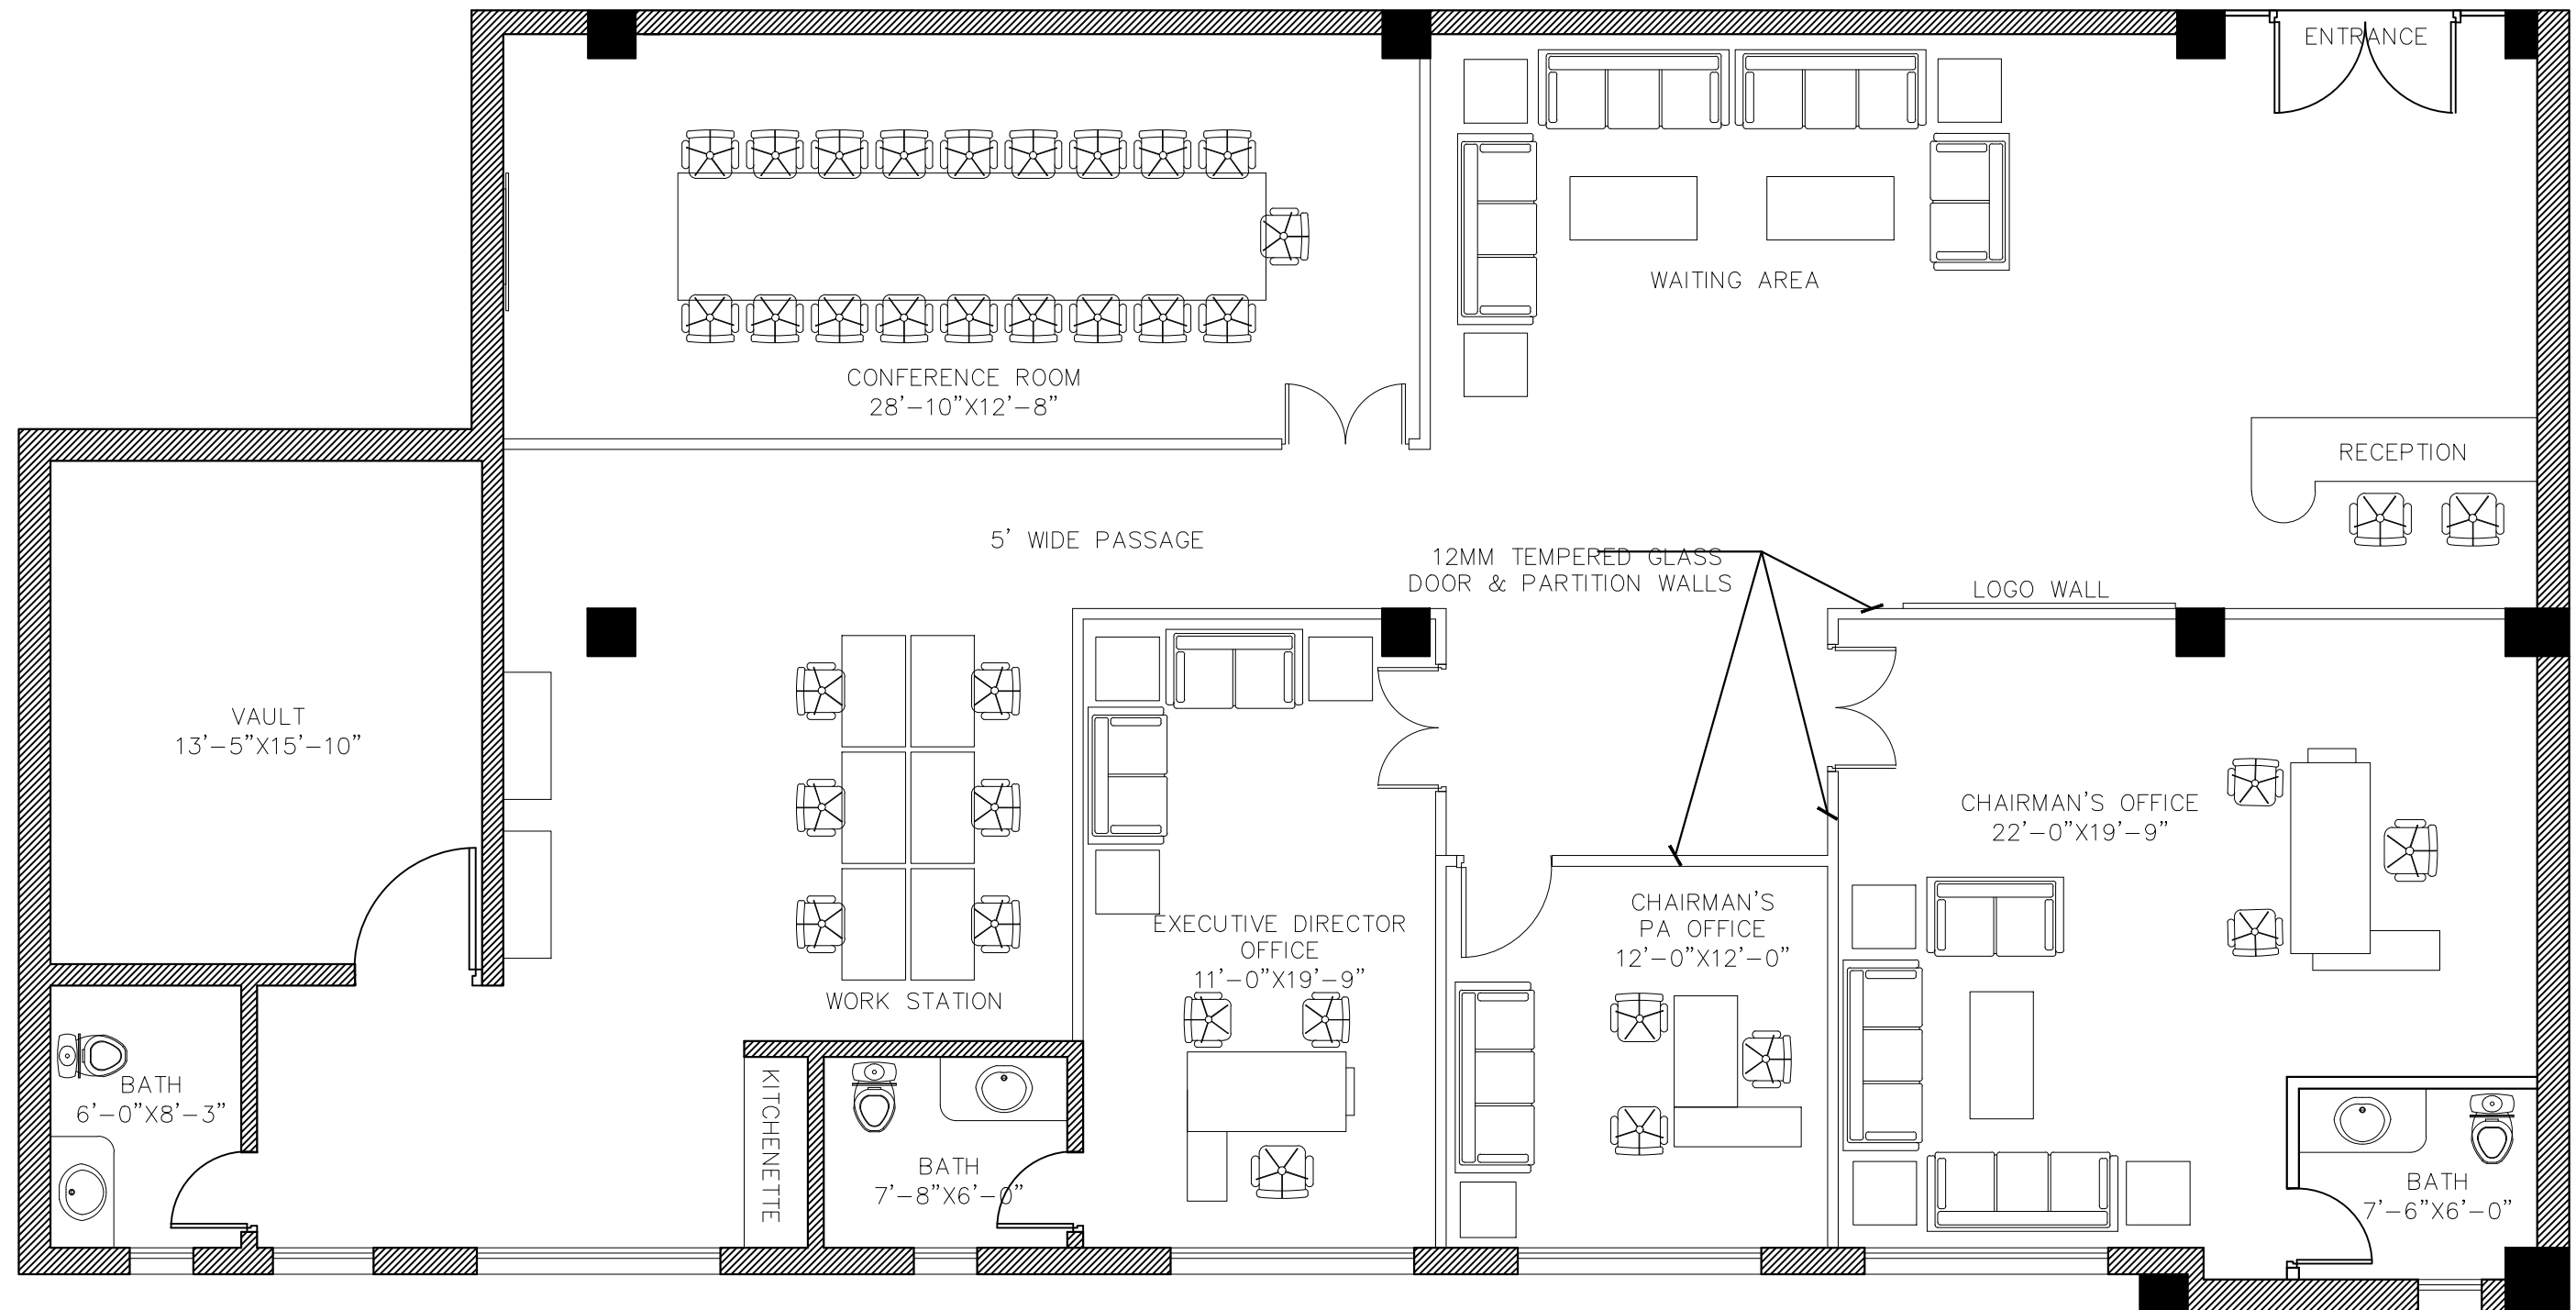 ENTRANCE
WAITING AREA
CONFERENCE ROOM
28'-10"X12'-8"
RECEPTION
5' WIDE PASSAGE
12MM TEMPERED GLASS
DOOR & PARTITION WALLS
LOGO WALL
VAULT
13'-5"X15'-10"
CHAIRMAN'S OFFICE
22'-0"X19'-9"
CHAIRMAN'S
PA OFFICE
12'-0"X12'-0"
EXECUTIVE DIRECTOR
OFFICE
11'-0"X19'-9"
WORK STATION
BATH
6'-0"X8'-3"
KITCHENETTE
BATH
7'-8"X6'-0"
BATH
7'-6"X6'-0"